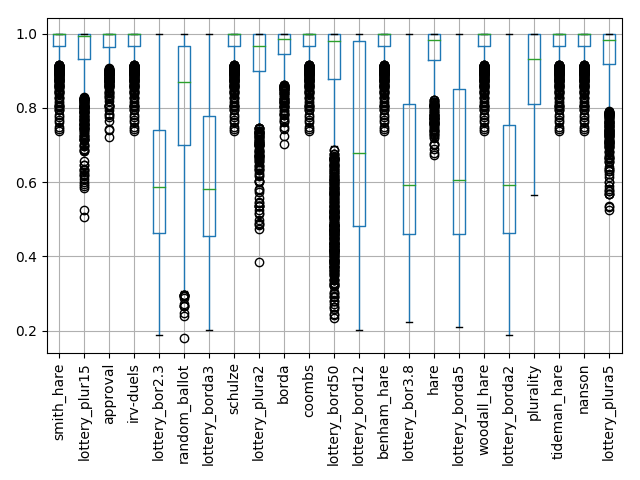 1.0
0.8
0.6
0.4
0.2
smith_hare
lottery_plur15
approval
irv-duels
lottery_bor2.3
random_ballot
lottery_borda3
schulze
lottery_plura2
borda
coombs
lottery_bord50
lottery_bord12
benham_hare
lottery_bor3.8
hare
lottery_borda5
woodall_hare
lottery_borda2
plurality
tideman_hare
nanson
lottery_plura5